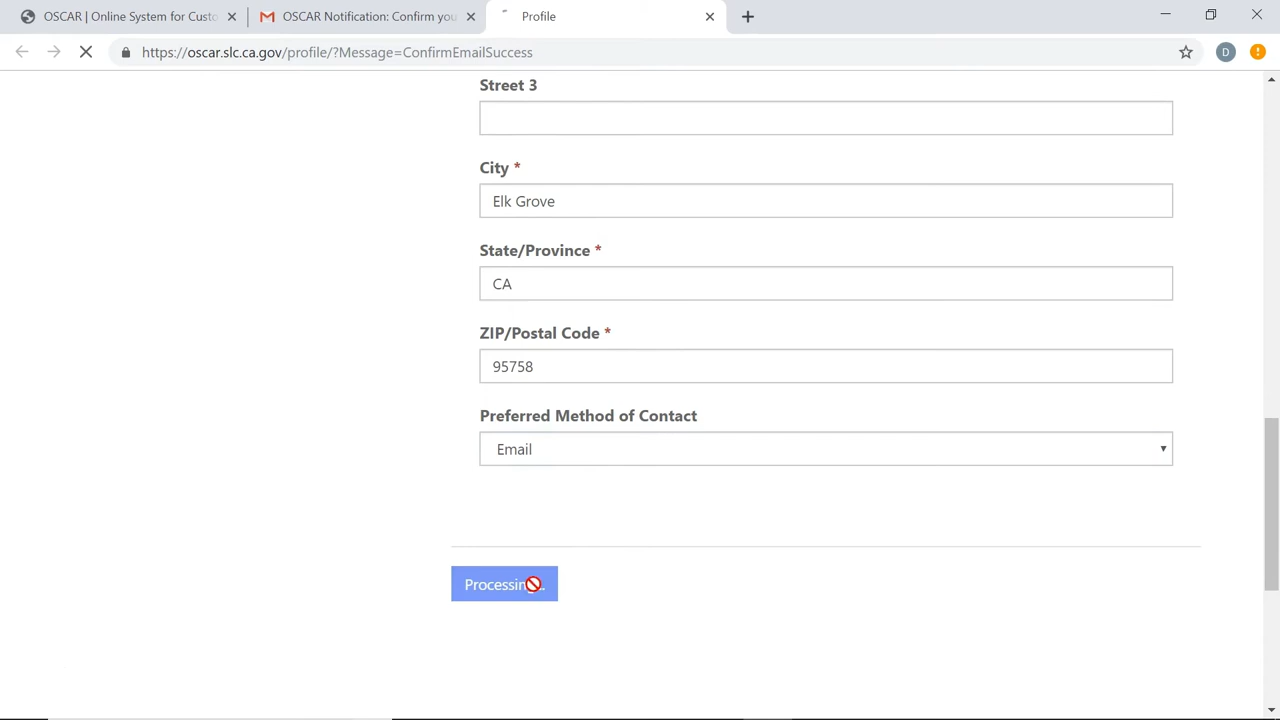 OSCAR | Online System for Custo
OSCAR Notification: Confirm you
Profile
https://oscar.slc.ca.gov/profile/?Message=ConfirmEmailSuccess
D
Street 3
City *
Elk Grove
State/Province *
CA
ZIP/Postal Code *
95758
Preferred Method of Contact
Email
Processing...